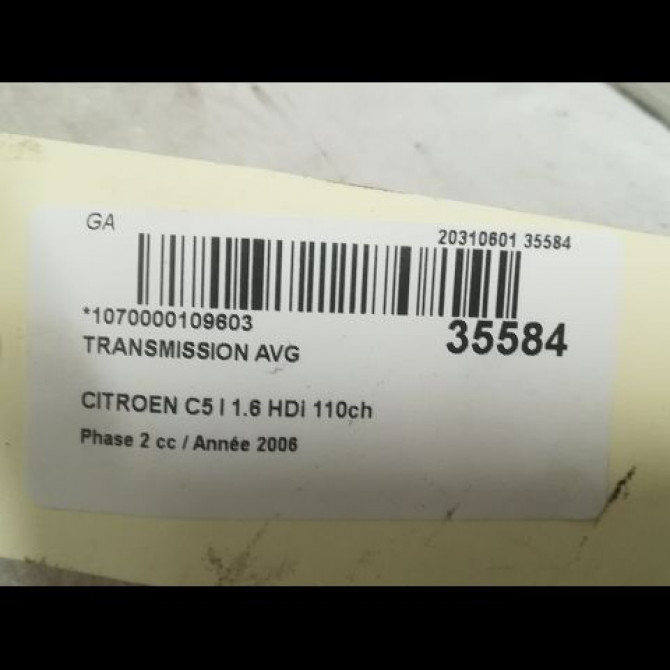 GA
20310601 35584
*1070000109603
35584
TRANSMISSION AVG
CITROEN C5 I 1.6 HDi 110ch
Phase 2 cc / Année 2006